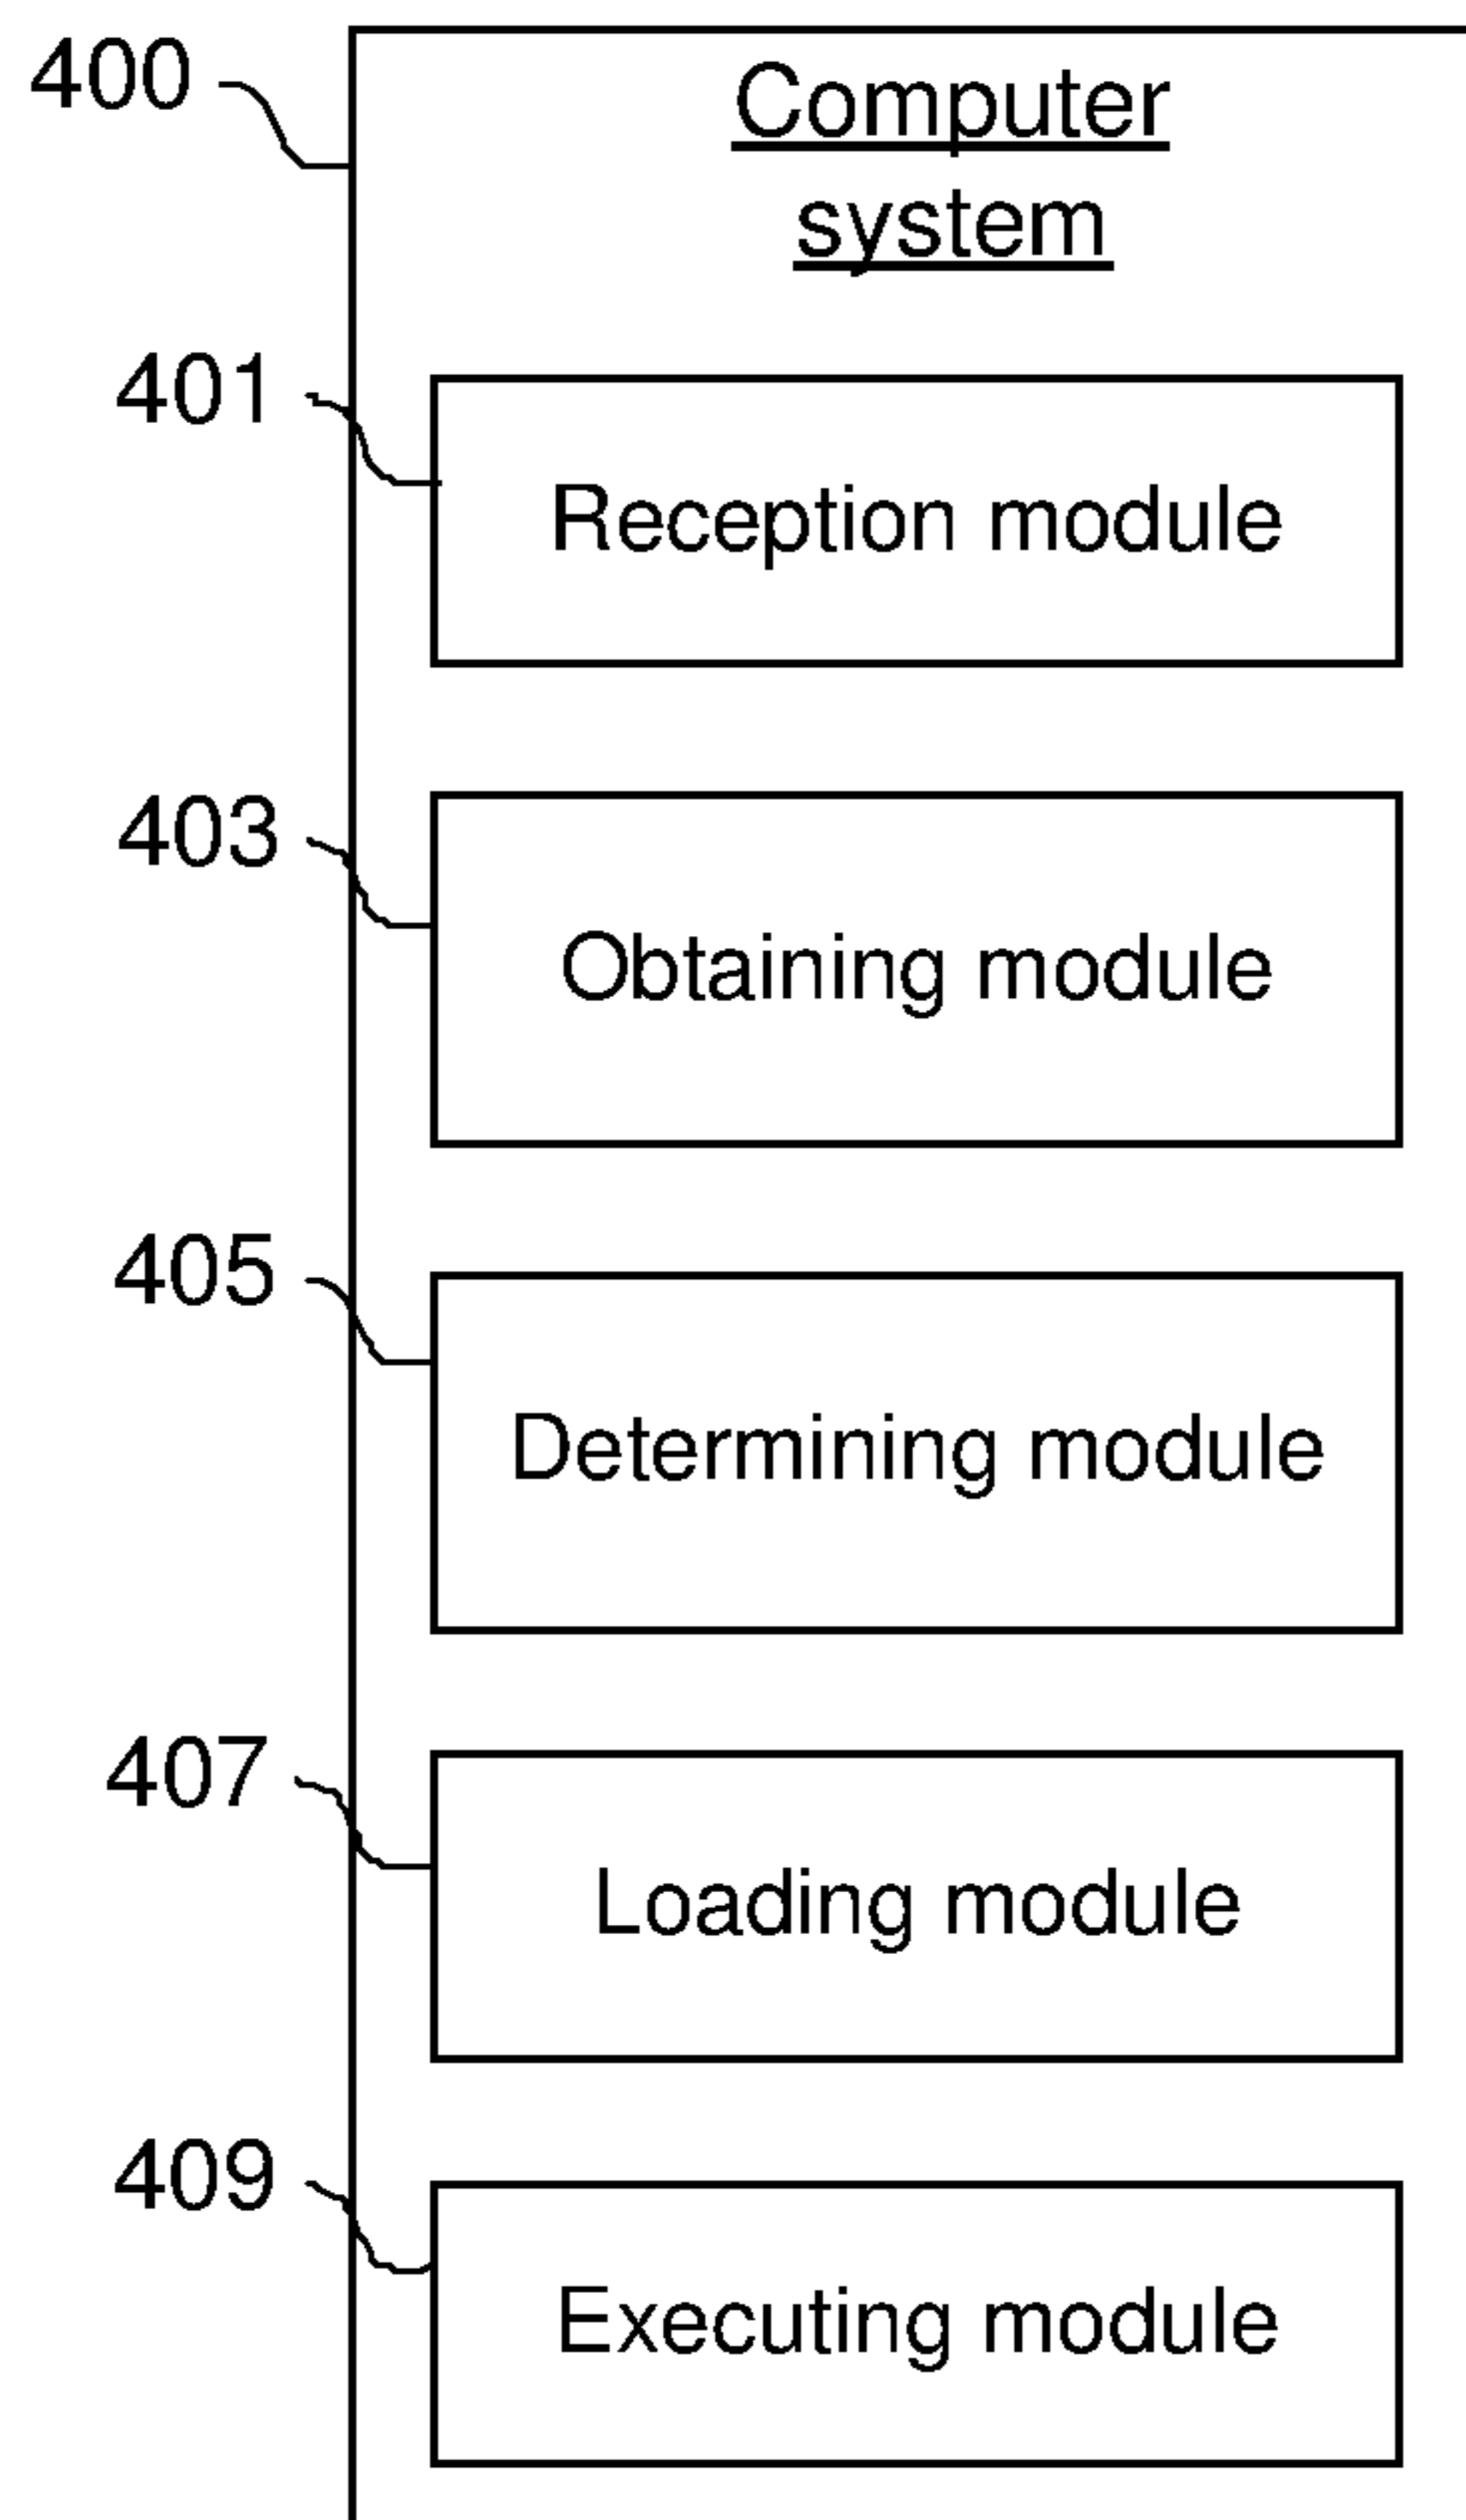 400
Computer
system
401
Reception module
403
Obtaining module
405
Determining module
407
Loading module
409
Executing module